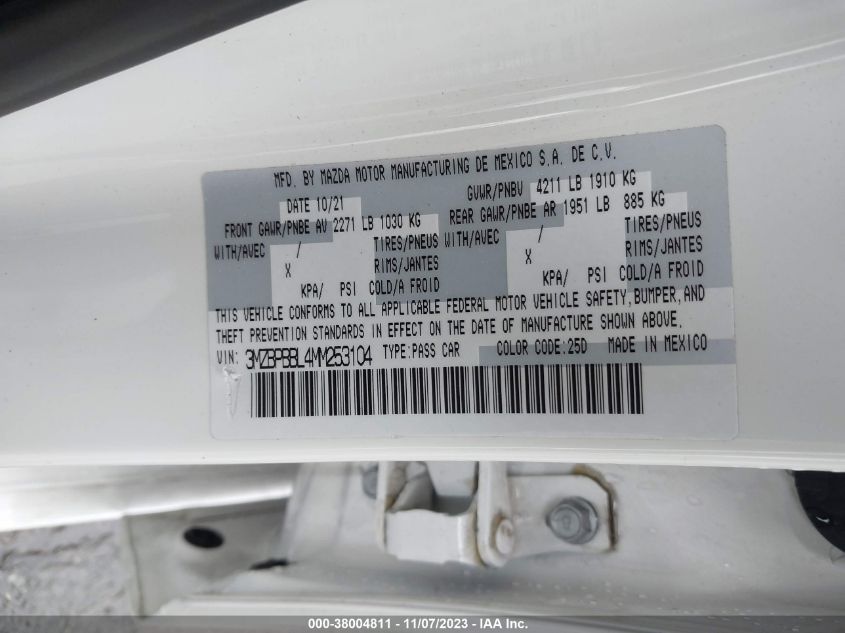 MFD. BY MAZDA MOTOR MANUFACTURING DE MEXICO S.A. DE C.V.
DATE 10/21 GVWR/PNBV 4211 LB 1910 KG
FRONT GAWR/PNBE AV 2271 LB 1030 KG REAR GAWR/PNBE AR 1951 LB 885 KG
WITH/AVEC / TIRES/PNEUS WITH/AVEC / TIRES/PNEUS
X RIMS/JANTES X RIMS/JANTES
KPA/ PSI COLD/A FROID KPA/ PSI COLD/A FROID
THIS VEHICLE CONFORMS TO ALL APPLICABLE FEDERAL MOTOR VEHICLE SAFETY, BUMPER, AND
THEFT PREVENTION STANDARDS IN EFFECT ON THE DATE OF MANUFACTURE SHOWN ABOVE.
VIN: 3MZBPBBL4MM253104 TYPE:PASS CAR COLOR CODE:25D MADE IN MEXICO
000-38004811 - 11/07/2023 - IAA Inc.